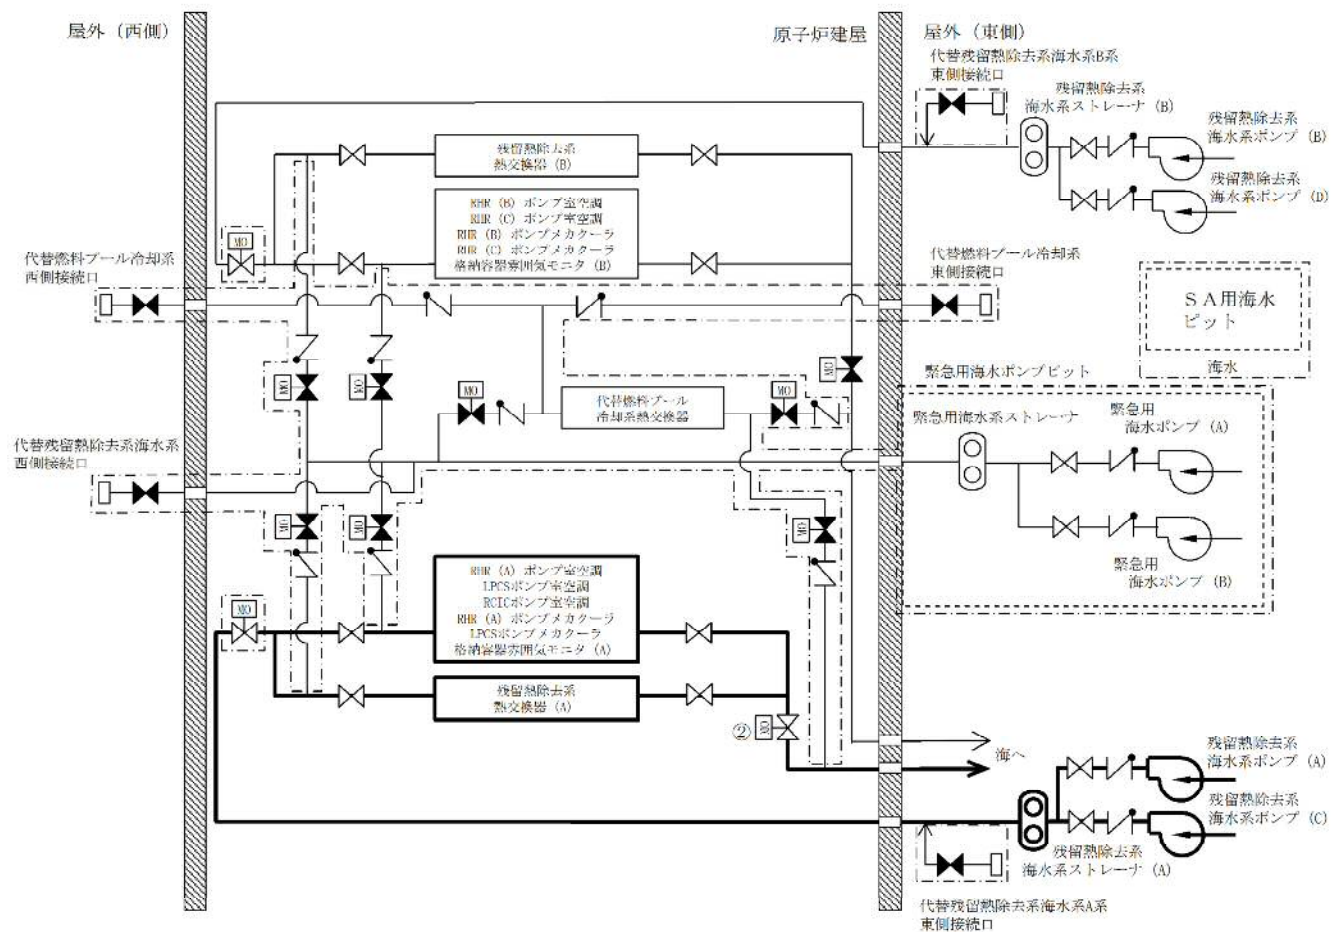 屋外（西側）
原子炉建屋
屋外（東側）
代替残留熱除去系海水系B系
東側接続口
残留熱除去系
海水系ストレーナ（B）
残留熱除去系
海水系ポンプ（B）
残留熱除去系
海水系ポンプ（D）
残留熱除去系
熱交換器（B）
RHR（B）ポンプ室空調
RHR（C）ポンプ室空調
RHR（B）ポンプメカクーラ
RHR（C）ポンプメカクーラ
格納容器雰囲気モニタ（B）
MO
代替燃料プール冷却系
西側接続口
代替燃料プール冷却系
東側接続口
ＳＡ用海水
ピット
海水
MO
MO
MO
MO
MO
代替燃料プール
冷却系熱交換器
緊急用海水ポンプピット
緊急用海水系ストレーナ
緊急用
海水ポンプ（A）
緊急用
海水ポンプ（B）
代替残留熱除去系海水系
西側接続口
MO
MO
MO
RHR（A）ポンプ室空調
LPCSポンプ室空調
RCICポンプ室空調
RHR（A）ポンプメカクーラ
LPCSポンプメカクーラ
格納容器雰囲気モニタ（A）
MO
残留熱除去系
熱交換器（A）
②
MO
海へ
残留熱除去系
海水系ポンプ（A）
残留熱除去系
海水系ポンプ（C）
残留熱除去系
海水系ストレーナ（A）
代替残留熱除去系海水系A系
東側接続口